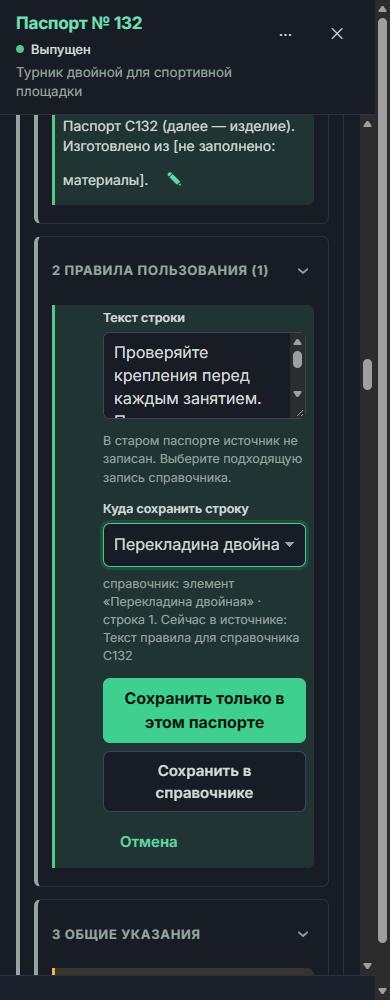 Паспорт № 132
...
Выпущен
Турник двойной для спортивной
площадки
Паспорт С132 (далее — изделие).
Изготовлено из [не заполнено:
материалы].
2 ПРАВИЛА ПОЛЬЗОВАНИЯ (1)
Текст строки
Проверяйте
крепления перед
каждым занятием.
В старом паспорте источник не
записан. Выберите подходящую
запись справочника.
Куда сохранить строку
Перекладина двойна
справочник: элемент
«Перекладина двойная» ·
строка 1. Сейчас в источнике:
Текст правила для справочника
С132
Сохранить только в
этом паспорте
Сохранить в
справочнике
Отмена
3 ОБЩИЕ УКАЗАНИЯ